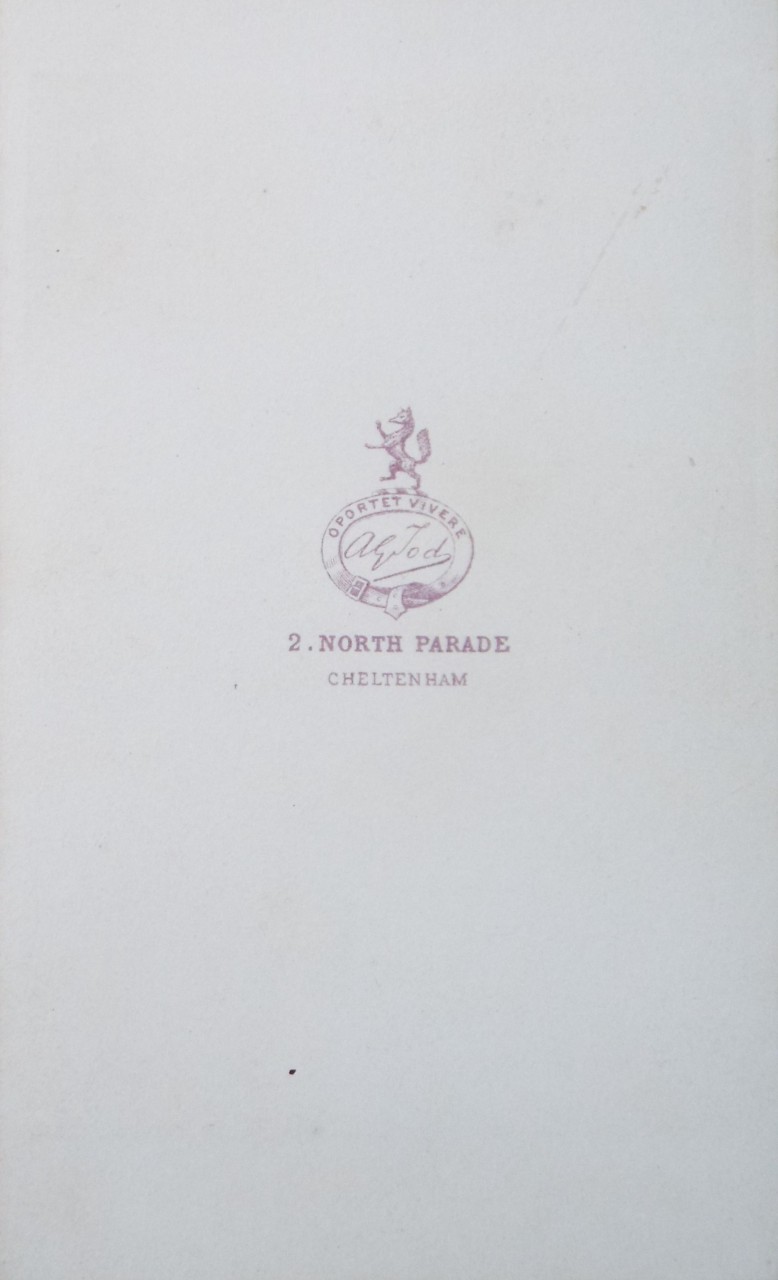 OPORTET VIVERE
A G Tod
2. NORTH PARADE
CHELTENHAM